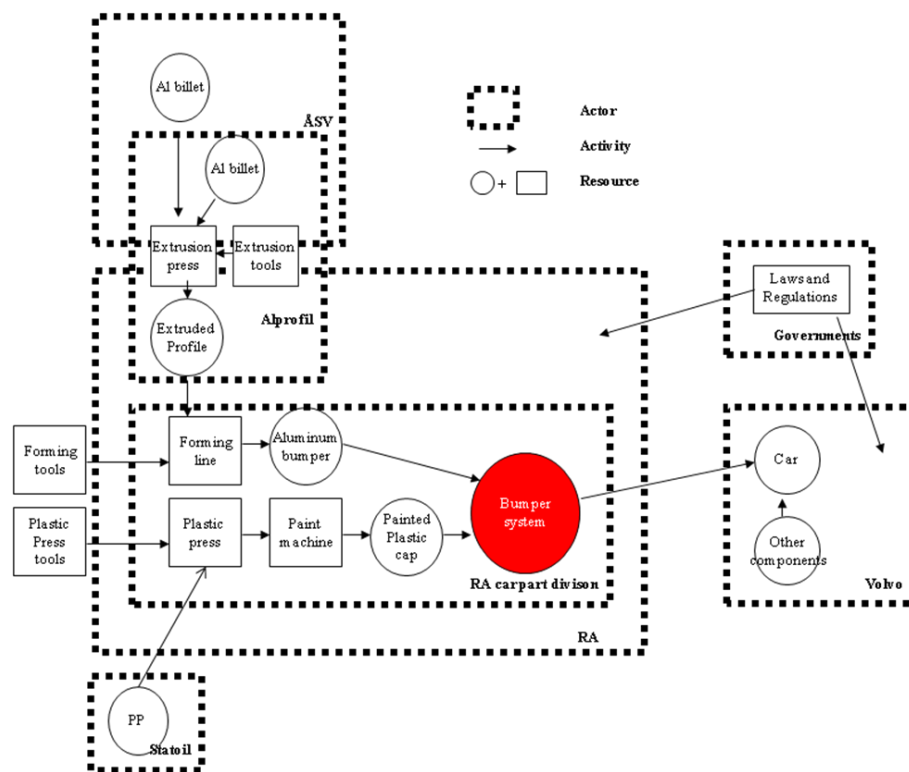 Al billet
ÅSV
Al billet
Extrusion
press
Extrusion
tools
Extruded
Profile
Alprofil
Actor
Activity
+
Resource
Laws and
Regulations
Governments
Forming
tools
Forming
line
Aluminum
bumper
Plastic
Press
tools
Plastic
press
Paint
machine
Painted
Plastic
cap
Bumper
system
RA carpart divison
RA
Car
Other
components
Volvo
PP
Statoil